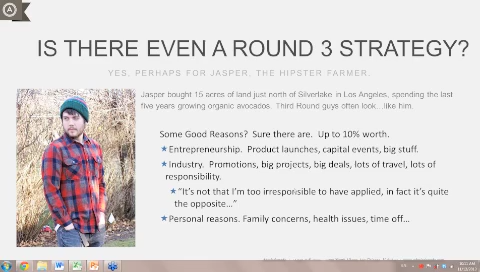 IS THERE EVEN A ROUND 3 STRATEGY?
YES, PERHAPS FOR JASPER, THE HIPSTER FARMER.
Jasper bought 15 acres of land just north of Silverlake in Los Angeles, spending the last
five years growing organic avocados. Third Round guys often look…like him.
Some Good Reasons? Sure there are. Up to 10% worth.
Entrepreneurship. Product launches, capital events, big stuff.
Industry. Promotions, big projects, big deals, lots of travel, lots of
responsibility.
"It's not that I'm too irresponsible to have applied, in fact it's quite
the opposite…"
Personal reasons. Family concerns, health issues, time off…